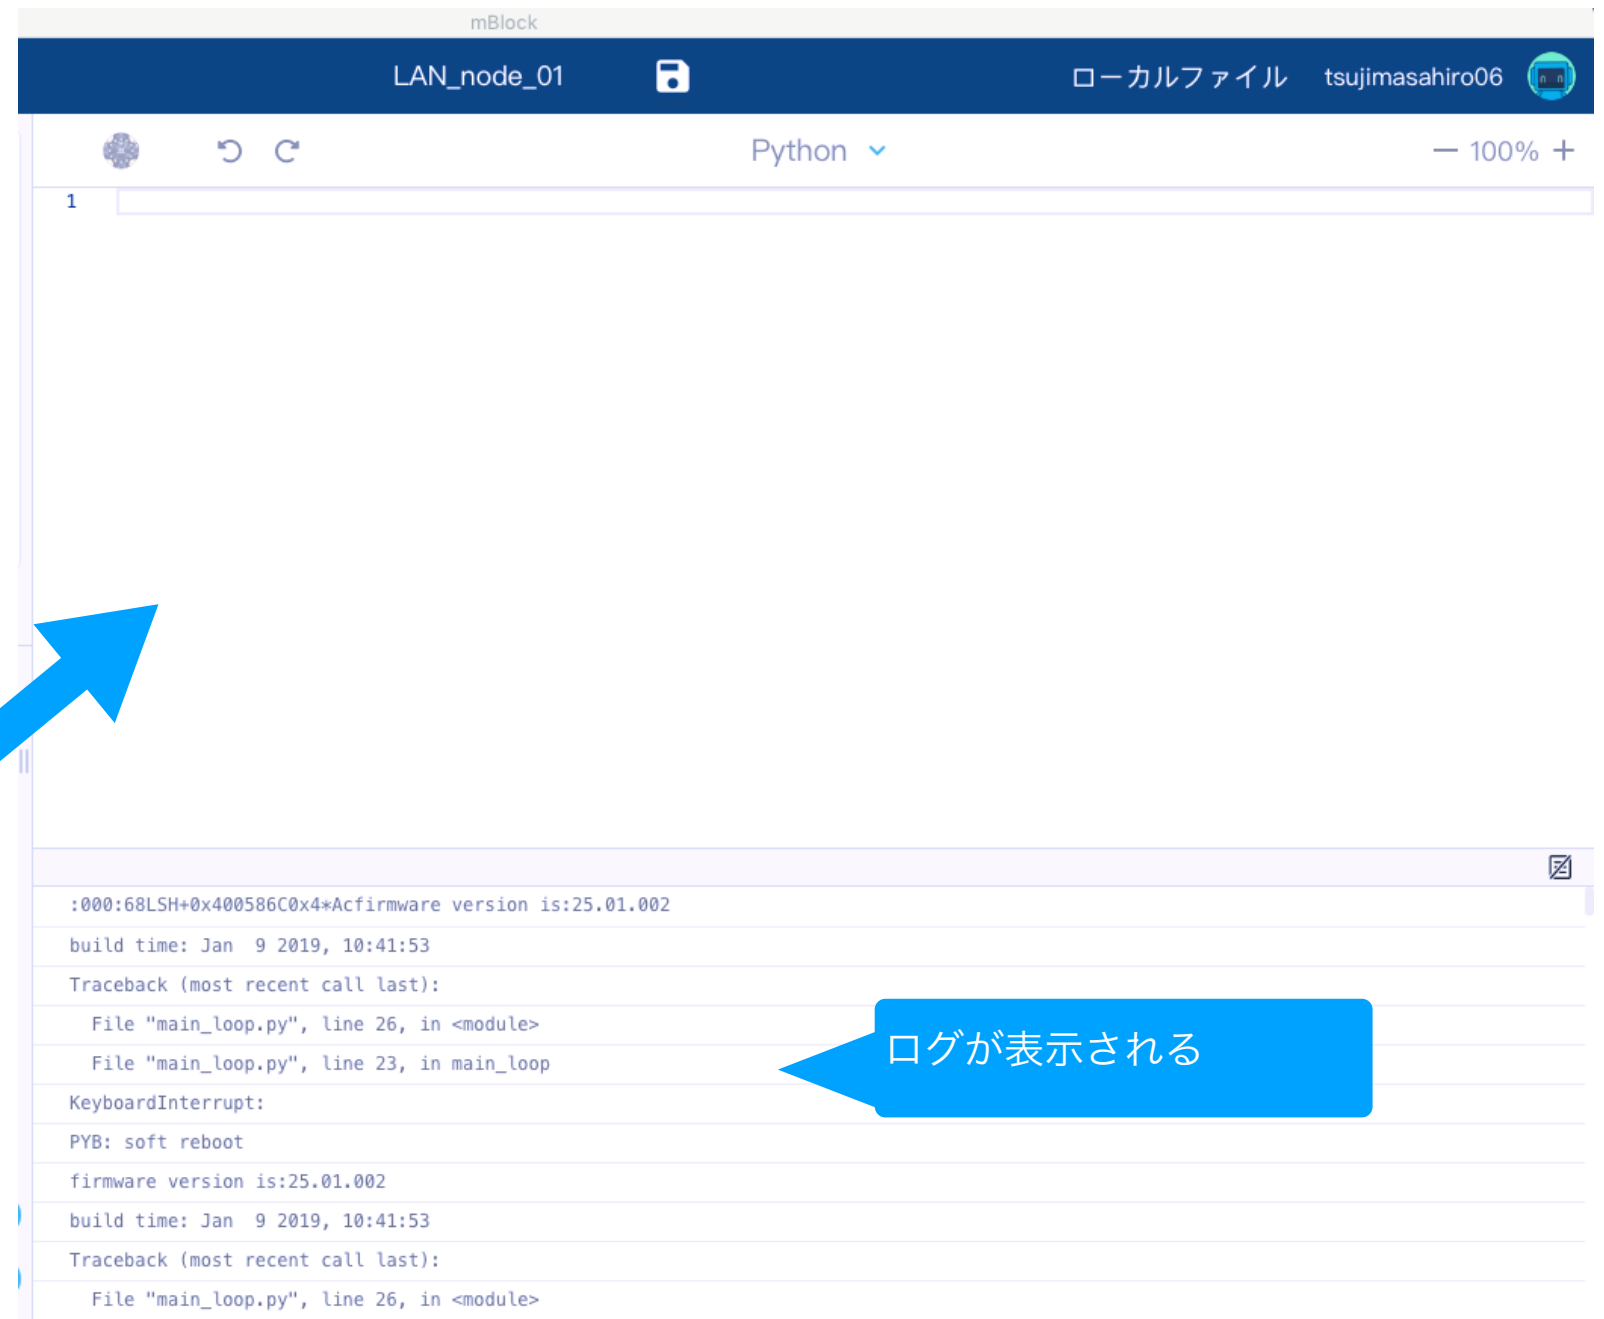 mBlock
LAN_node_01
ローカルファイル tsujimasahiro06
Python
100%
1
:000:68LSH+0x400586C0x4*Acfirmware version is:25.01.002
build time: Jan  9 2019, 10:41:53
Traceback (most recent call last):
File "main_loop.py", line 26, in <module>
File "main_loop.py", line 23, in main_loop
ログが表示される
KeyboardInterrupt:
PYB: soft reboot
firmware version is:25.01.002
build time: Jan  9 2019, 10:41:53
Traceback (most recent call last):
File "main_loop.py", line 26, in <module>